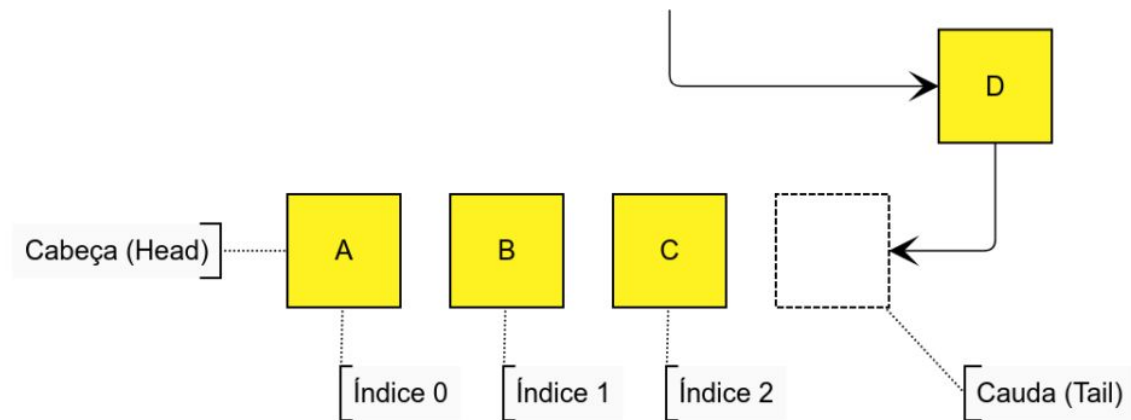 D
Cabeça (Head)
A
B
C
Índice 0
Índice 1
Índice 2
Cauda (Tail)